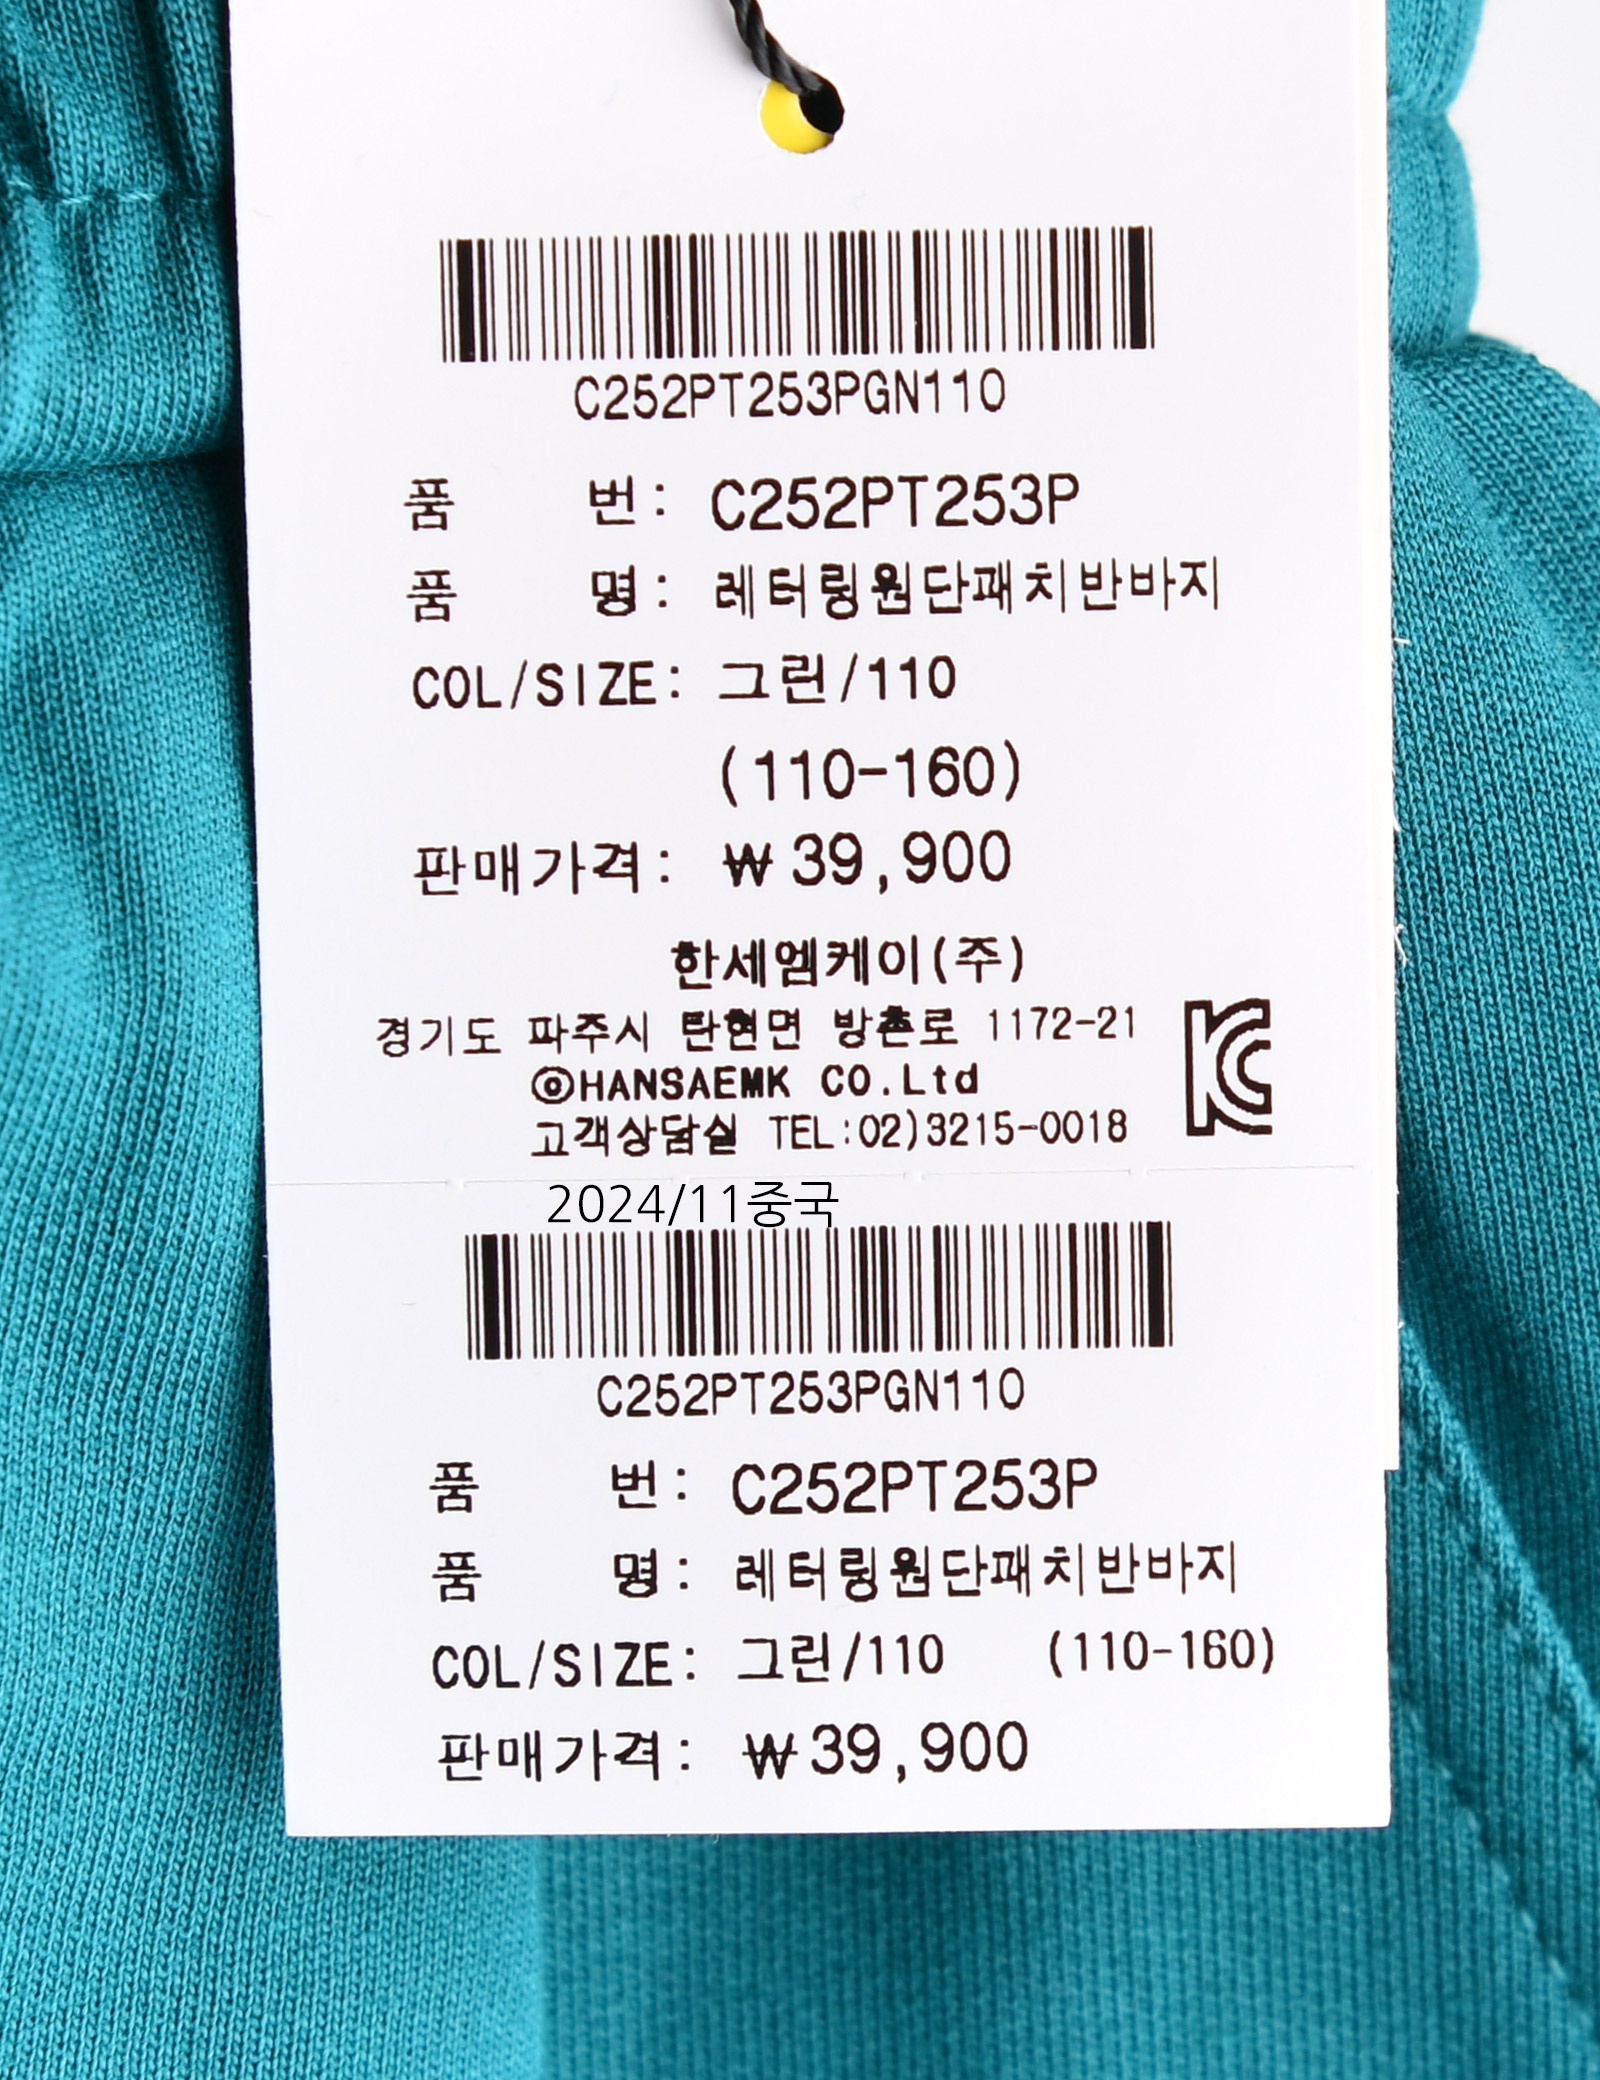 C252PT253PGN110
품 번: C252PT253P
품 명: 레터링원단패치반바지
COL/SIZE: 그린/110
(110-160)
판매가격: ₩39,900
한세엠케이(주)
경기도 파주시 탄현면 방촌로 1172-21
©HANSAEMK CO.Ltd
고객상담실 TEL:02)3215-0018
KC
2024/11중국
C252PT253PGN110
품 번: C252PT253P
품 명: 레터링원단패치반바지
COL/SIZE: 그린/110 (110-160)
판매가격: ₩39,900